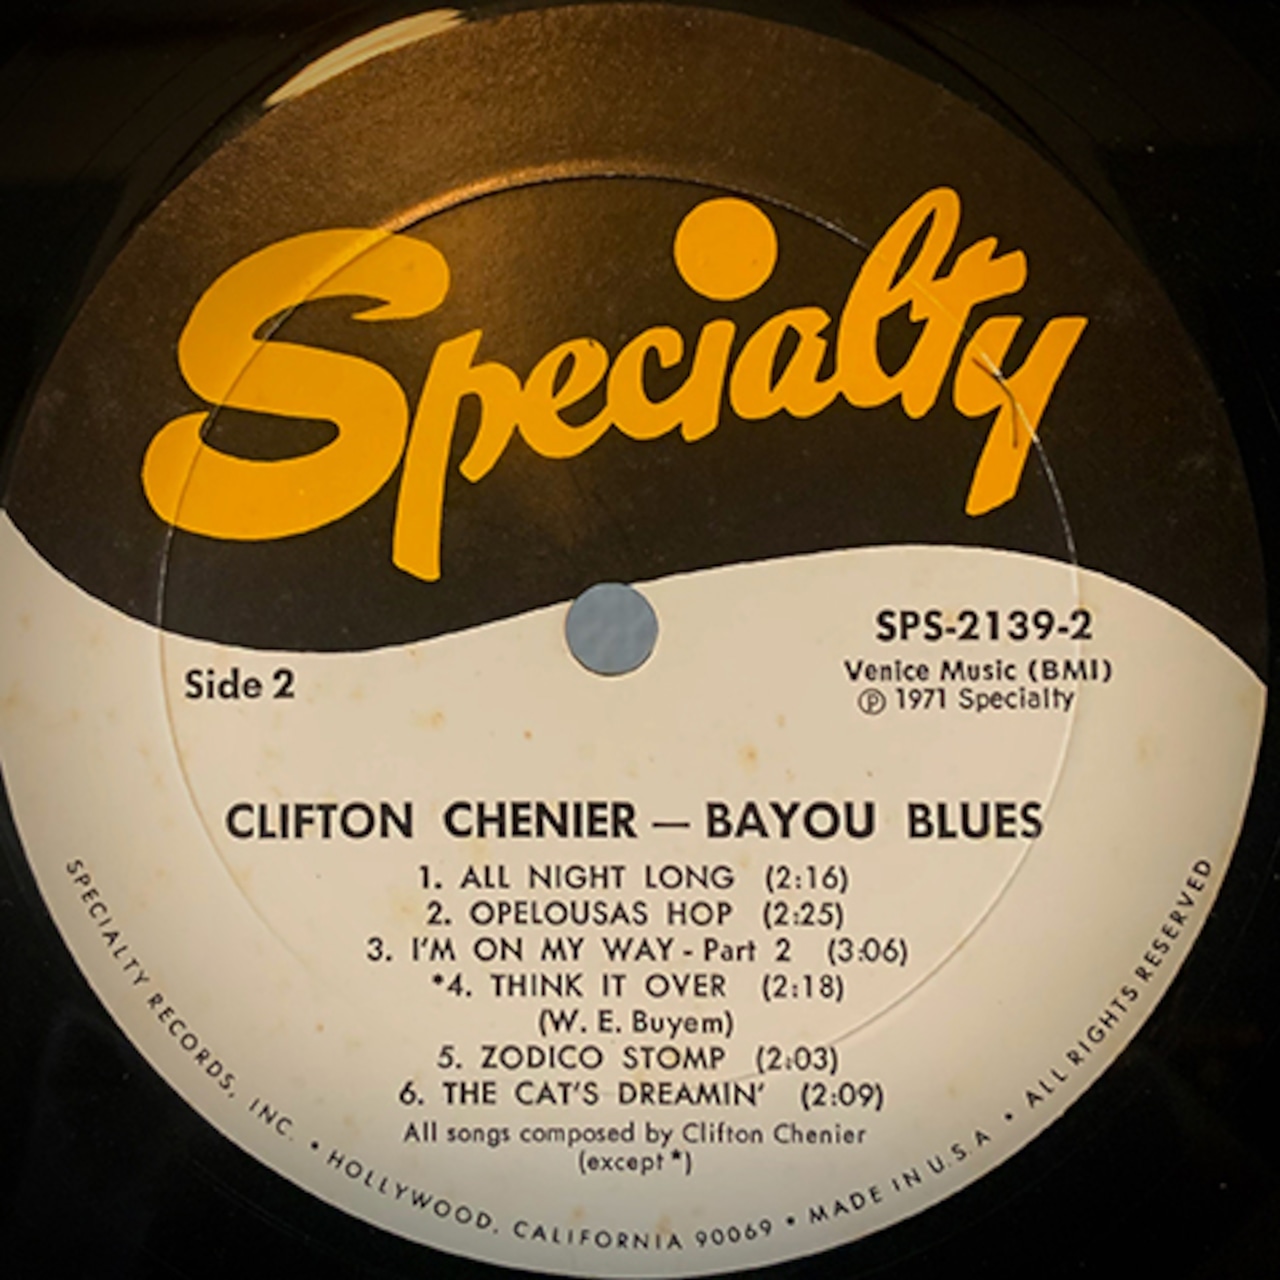 Specialty
SPS-2139-2
Venice Music (BMI)
Ⓟ 1971 Specialty
Side 2
CLIFTON CHENIER — BAYOU BLUES
1. ALL NIGHT LONG (2:16)
2. OPELOUSAS HOP (2:25)
3. I'M ON MY WAY - Part 2 (3:06)
*4. THINK IT OVER (2:18)
(W. E. Buyem)
5. ZODICO STOMP (2:03)
6. THE CAT'S DREAMIN' (2:09)
All songs composed by Clifton Chenier
(except *)
SPECIALTY RECORDS, INC. • HOLLYWOOD, CALIFORNIA 90069 • MADE IN U.S.A • ALL RIGHTS RESERVED